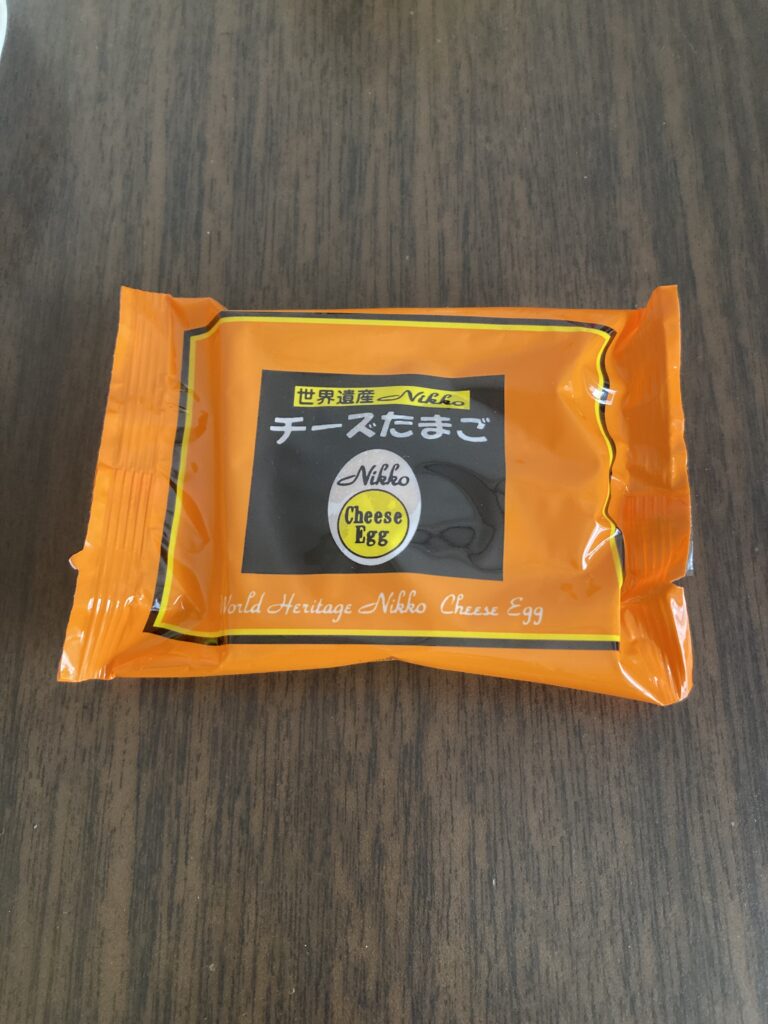 世界遺産 Nikko
チーズたまご
Nikko
Cheese
Egg
World Heritage Nikko Cheese Egg